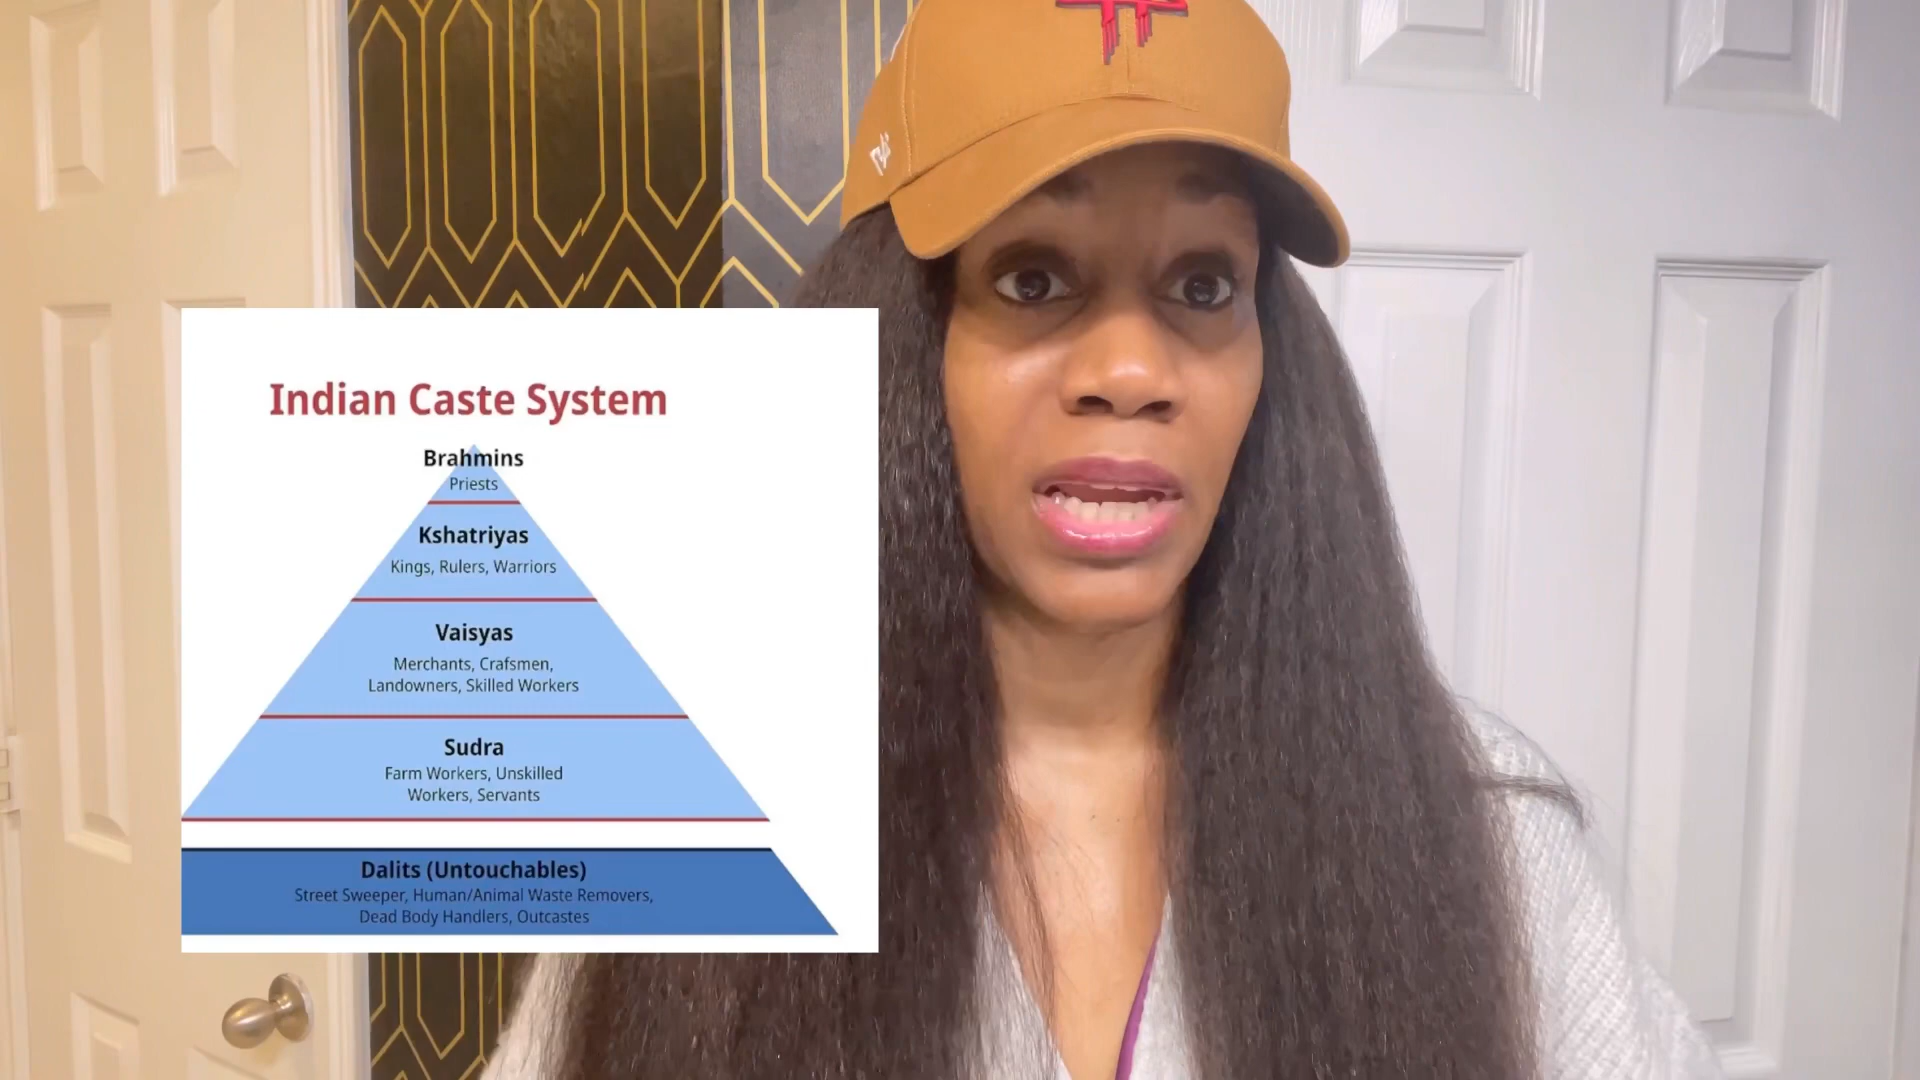 Indian Caste System
Brahmins
Priests
Kshatriyas
Kings, Rulers, Warriors
Vaisyas
Merchants, Crafsmen,
Landowners, Skilled Workers
Sudra
Farm Workers, Unskilled
Workers, Servants
Dalits (Untouchables)
Street Sweeper, Human/Animal Waste Removers,
Dead Body Handlers, Outcastes